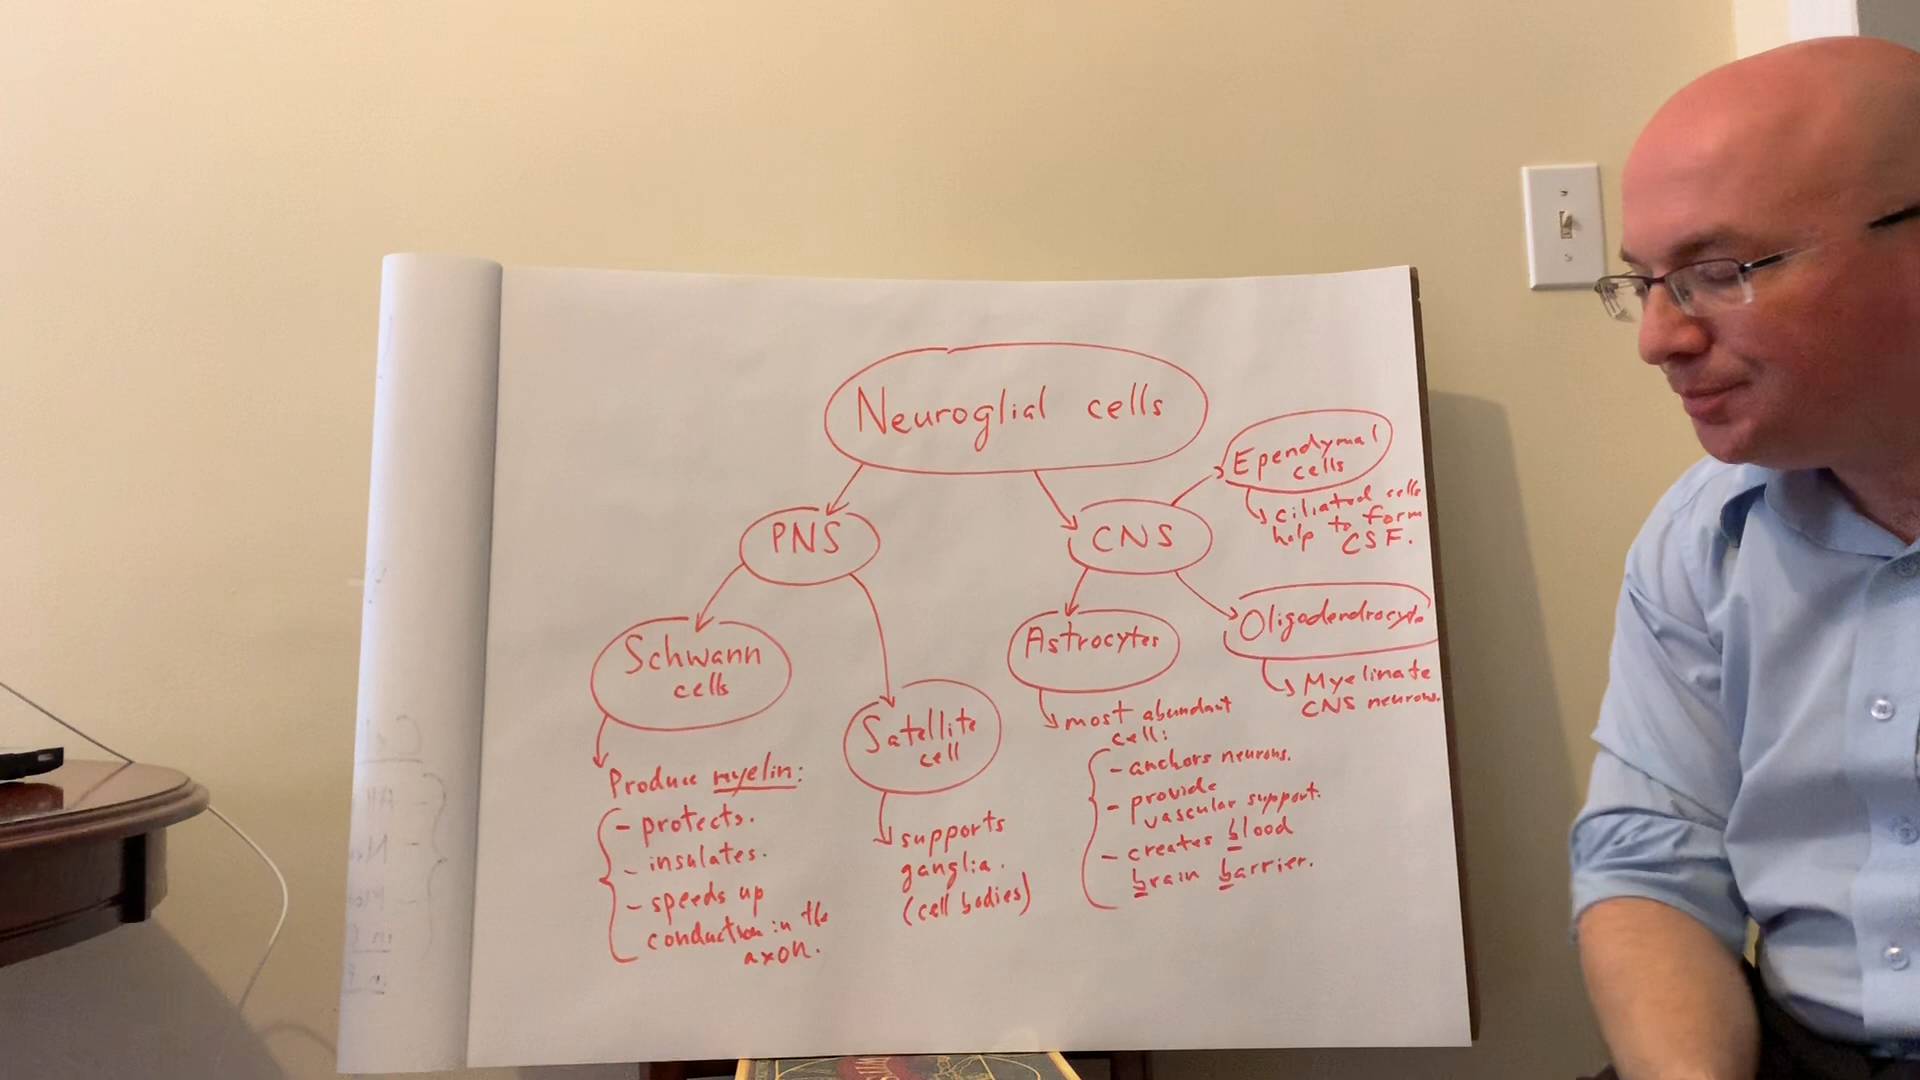 Neuroglial cells
PNS
CNS
Ependymal
cells
ciliated cells
help to form
CSF.
Schwann
cells
Produce myelin:
- protects.
- insulates.
- speeds up
conduction in the
axon.
Satellite
cell
supports
ganglia.
(cell bodies)
Astrocytes
most abundant
cell:
- anchors neurons.
- provide
vascular support.
- creates blood
brain barrier.
Oligodendrocyte
Myelinate
CNS neurons.